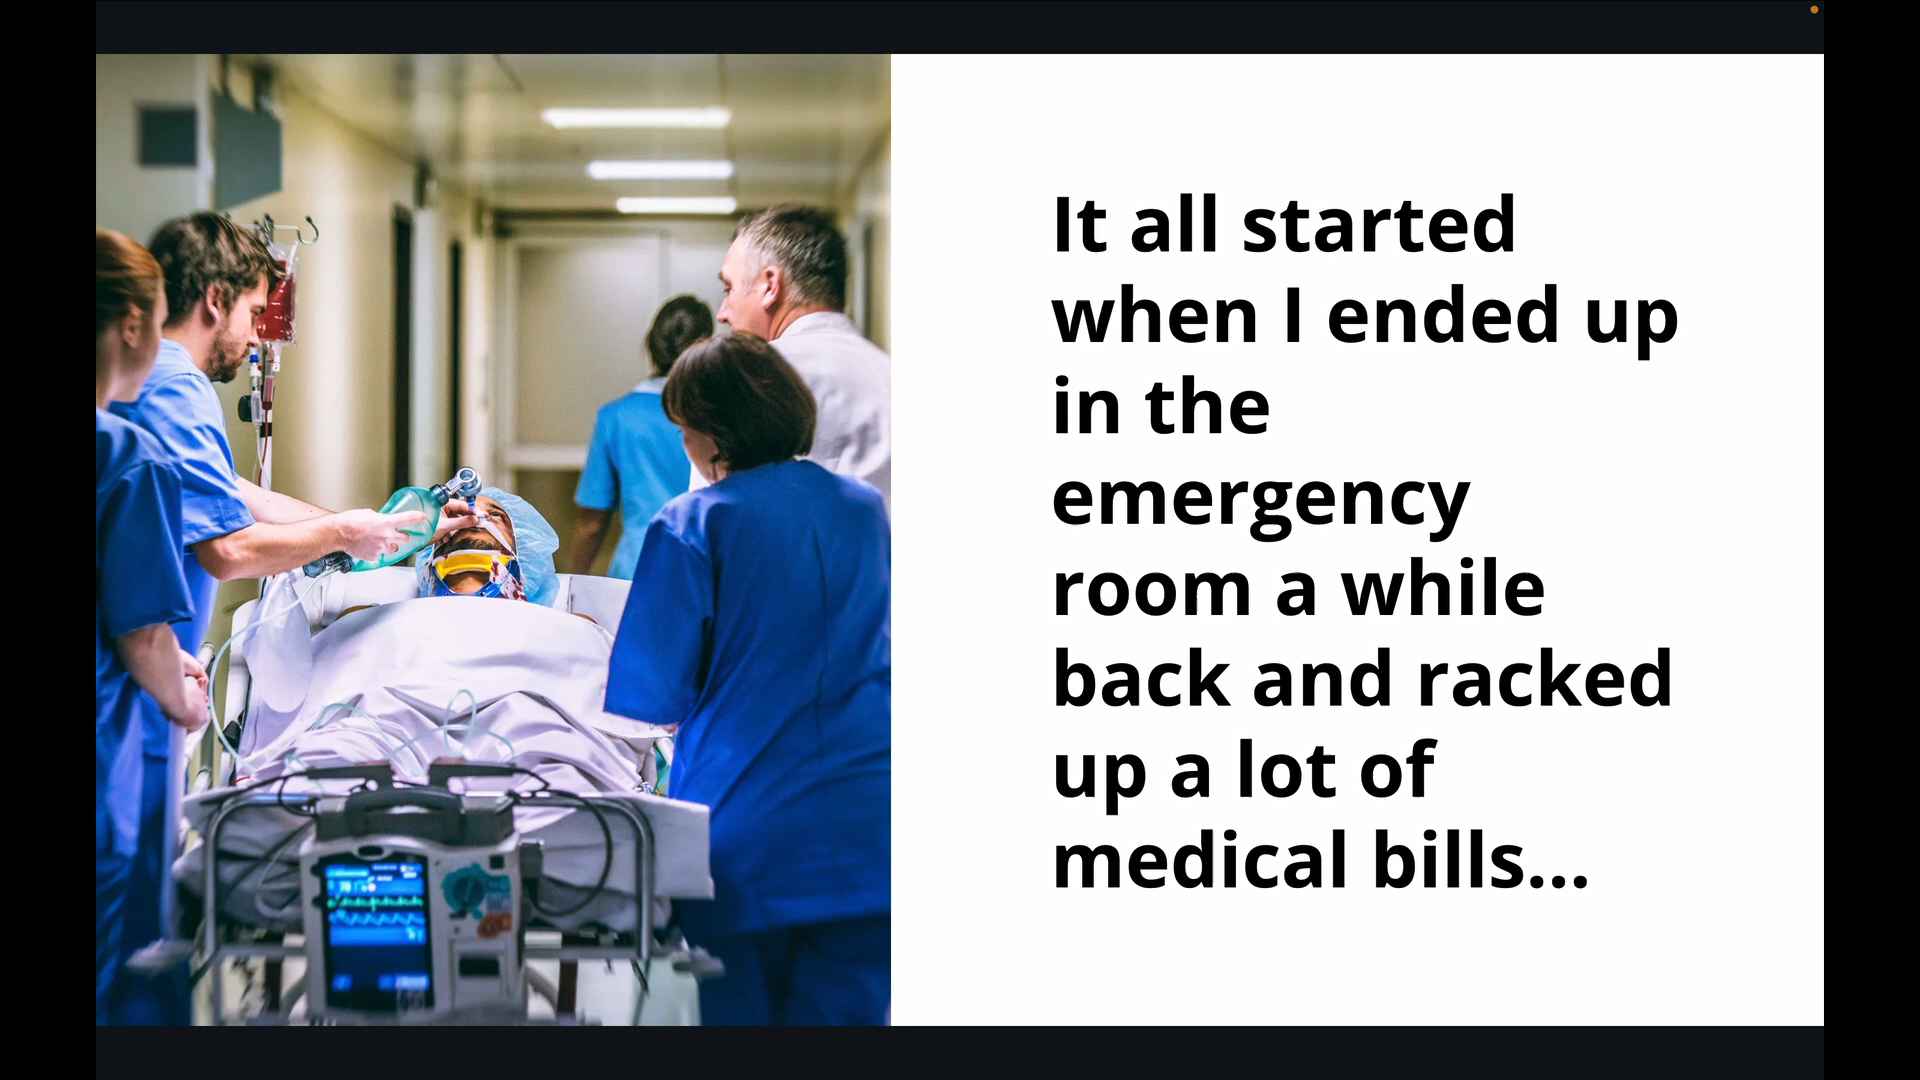 It all started
when I ended up
in the
emergency
room a while
back and racked
up a lot of
medical bills...